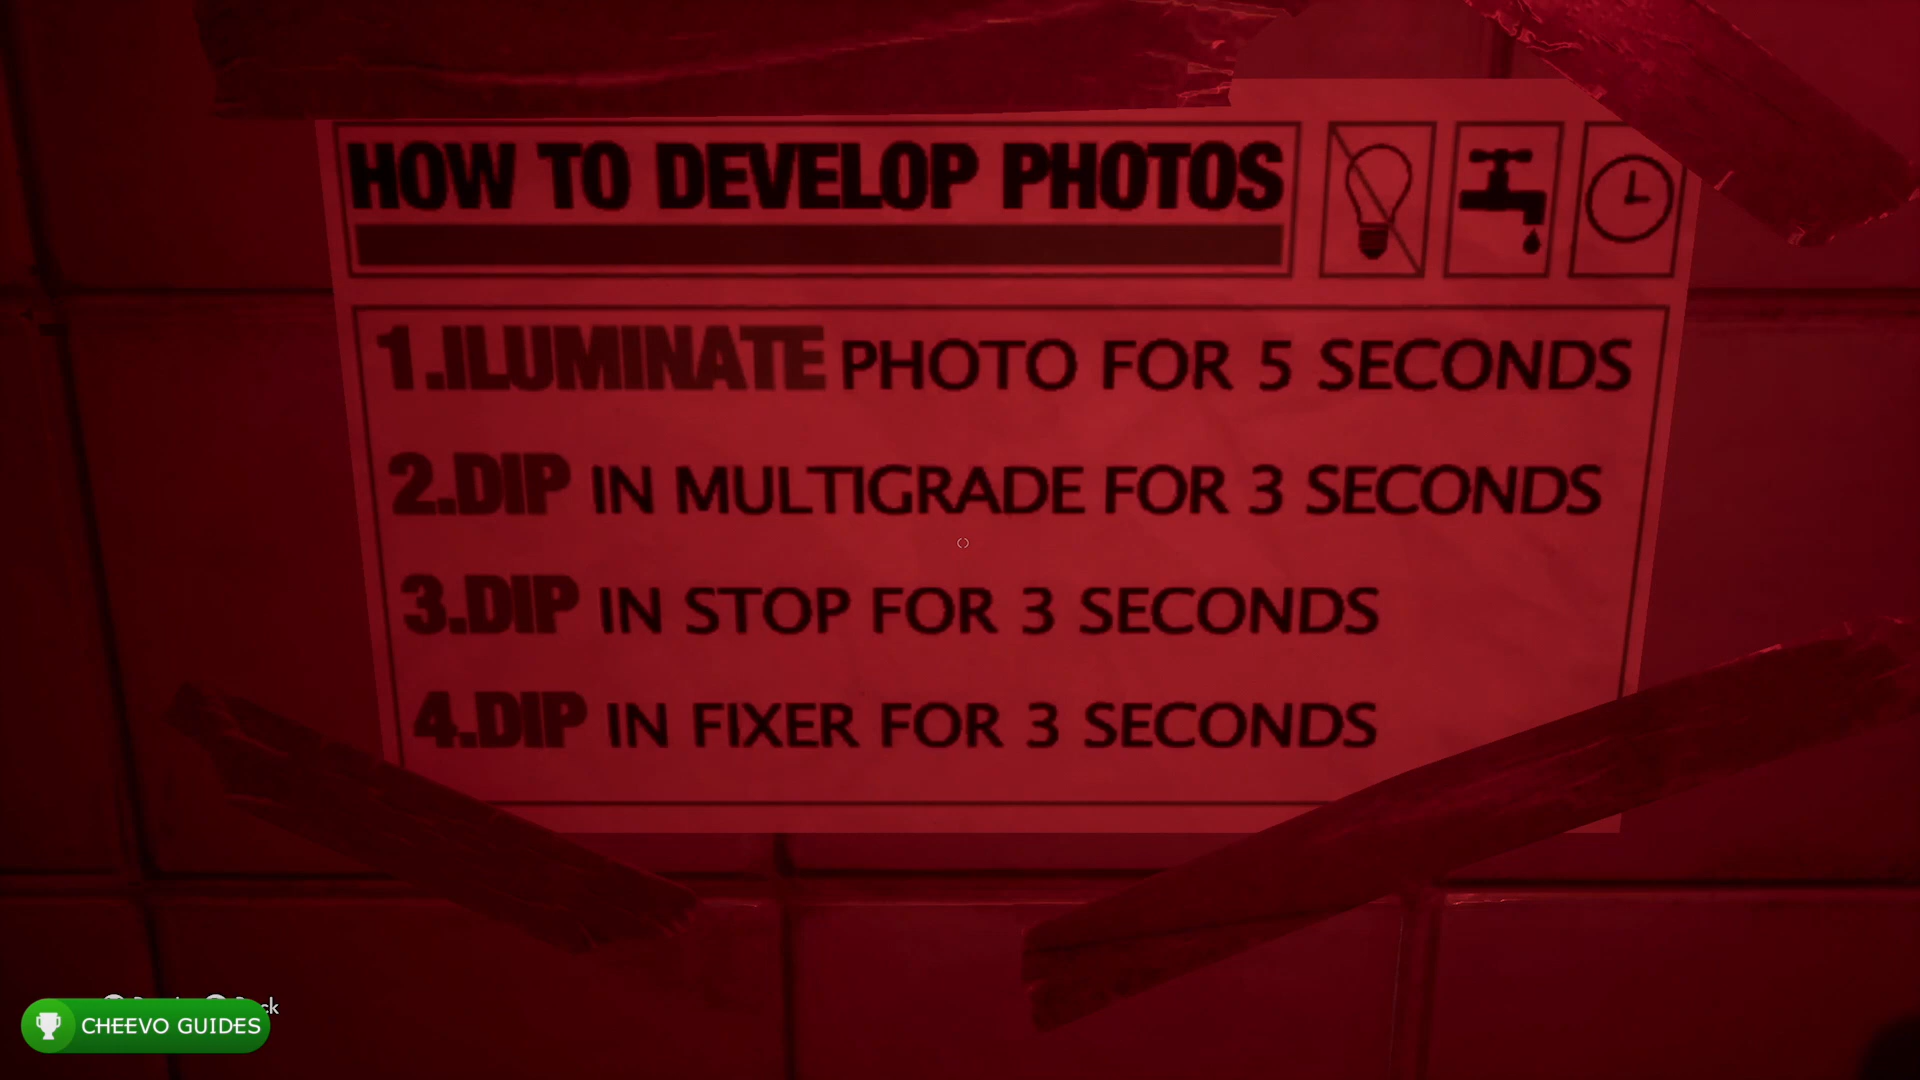 HOW TO DEVELOP PHOTOS
1.ILUMINATE PHOTO FOR 5 SECONDS
2.DIP IN MULTIGRADE FOR 3 SECONDS
3.DIP IN STOP FOR 3 SECONDS
4.DIP IN FIXER FOR 3 SECONDS
CHEEVO GUIDES